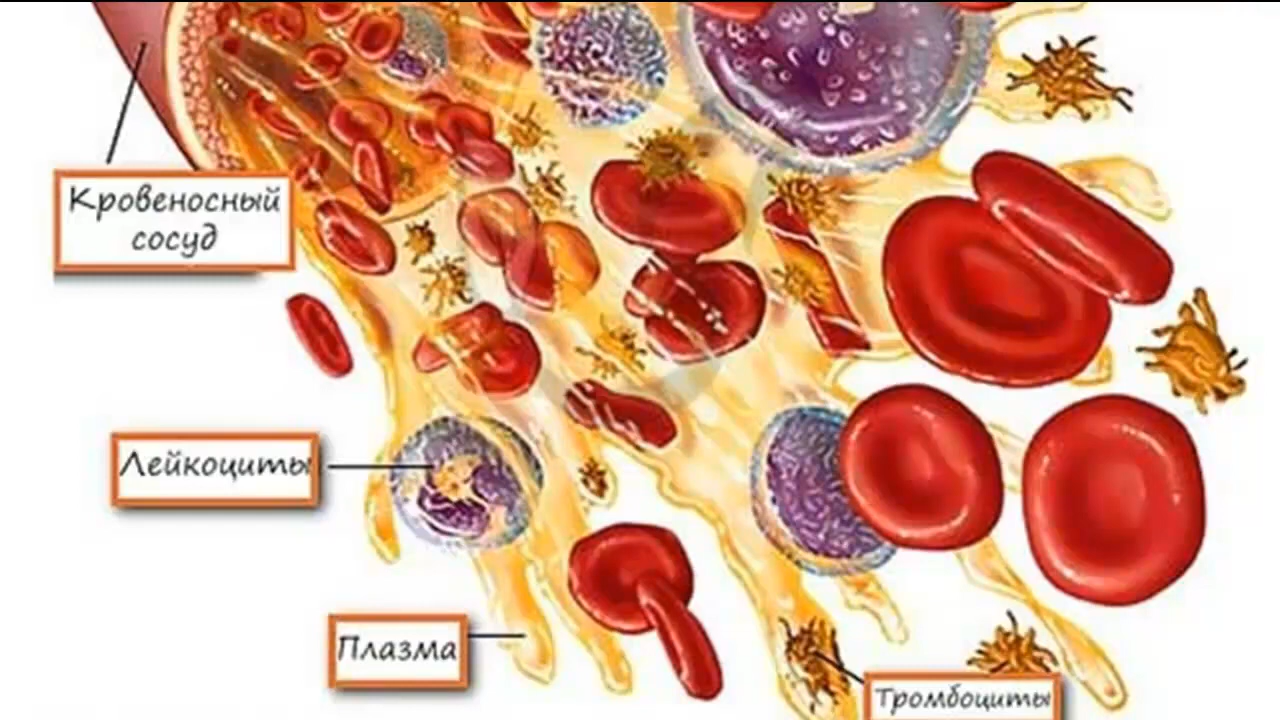 Кровеносный
сосуд
Лейкоциты
Плазма
Тромбоциты